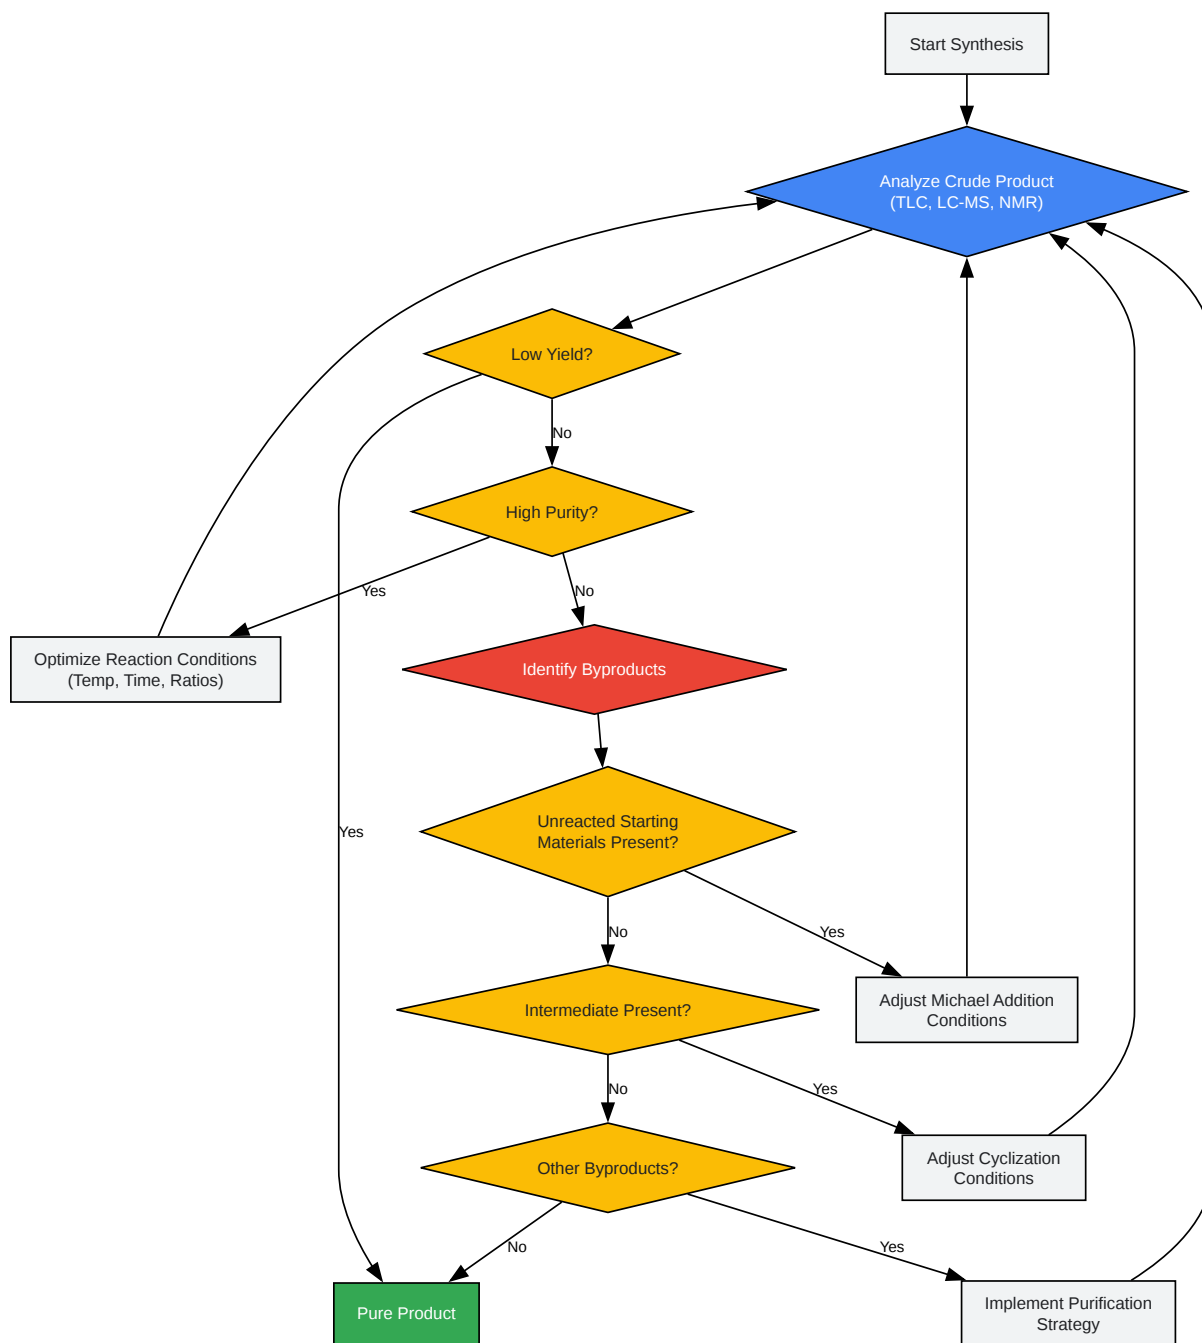 Start Synthesis
Analyze Crude Product
(TLC, LC-MS, NMR)
Low Yield?
No
High Purity?
Yes
No
Optimize Reaction Conditions
(Temp, Time, Ratios)
Identify Byproducts
Unreacted Starting
Materials Present?
Yes
No
Yes
Intermediate Present?
Adjust Michael Addition
Conditions
No
Yes
Other Byproducts?
Adjust Cyclization
Conditions
No
Yes
Pure Product
Implement Purification
Strategy